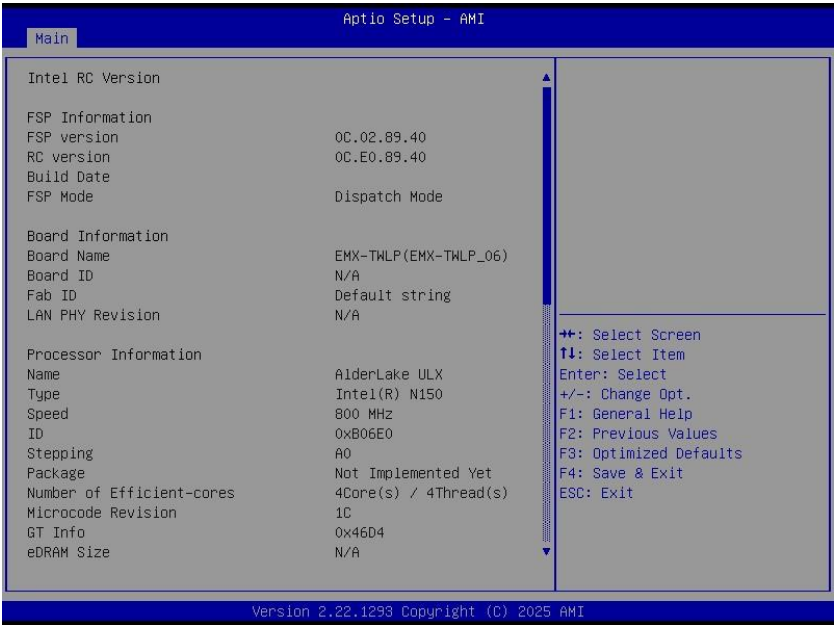 Aptio Setup - AMI
Main
Intel RC Version
FSP Information
FSP version 0C.02.89.40
RC version 0C.E0.89.40
Build Date
FSP Mode Dispatch Mode
Board Information
Board Name EMX-TWLP(EMX-TWLP_06)
Board ID N/A
Fab ID Default string
LAN PHY Revision N/A
Processor Information
Name AlderLake ULX
Type Intel(R) N150
Speed 800 MHz
ID 0xB06E0
Stepping A0
Package Not Implemented Yet
Number of Efficient-cores 4Core(s) / 4Thread(s)
Microcode Revision 1C
GT Info 0x46D4
eDRAM Size N/A
→←: Select Screen
↑↓: Select Item
Enter: Select
+/-: Change Opt.
F1: General Help
F2: Previous Values
F3: Optimized Defaults
F4: Save & Exit
ESC: Exit
Version 2.22.1293 Copyright (C) 2025 AMI